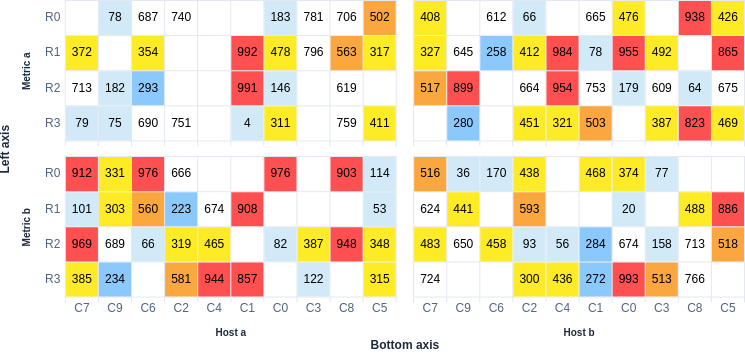 R0 78 687 740 183 781 706 502 408 612 66 665 476 938 426
R1 372 354 992 478 796 563 317 327 645 258 412 984 78 955 492 865
R2 713 182 293 991 146 619 517 899 664 954 753 179 609 64 675
R3 79 75 690 751 4 311 759 411 280 451 321 503 387 823 469
Metric a
R0 912 331 976 666 976 903 114 516 36 170 438 468 374 77
R1 101 303 560 223 674 908 53 624 441 593 20 488 886
R2 969 689 66 319 465 82 387 948 348 483 650 458 93 56 284 674 158 713 518
R3 385 234 581 944 857 122 315 724 300 436 272 993 513 766
Metric b
Left axis
C7 C9 C6 C2 C4 C1 C0 C3 C8 C5 C7 C9 C6 C2 C4 C1 C0 C3 C8 C5
Host a Host b
Bottom axis